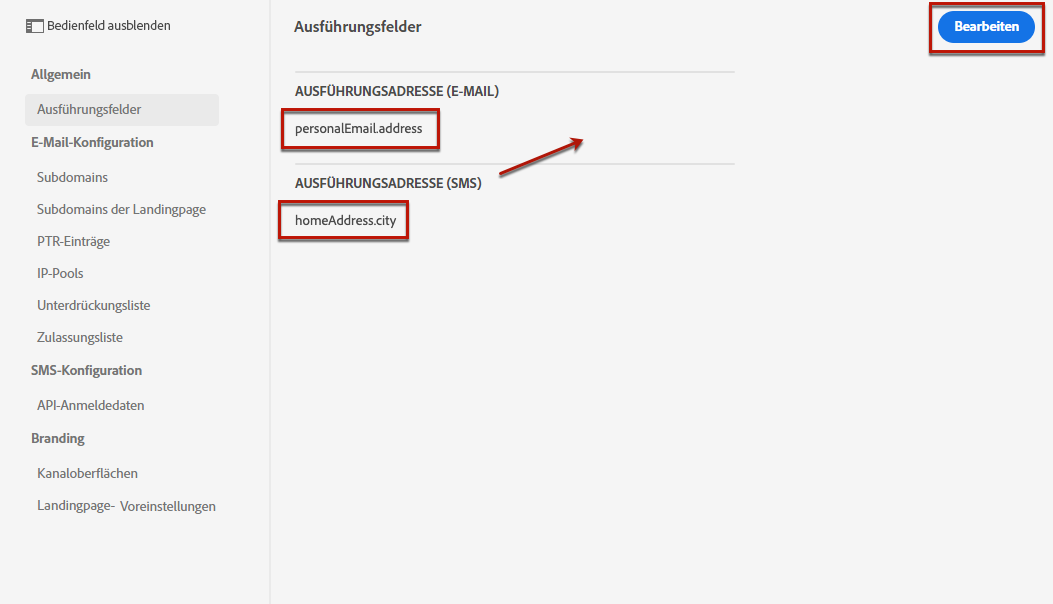 Bedienfeld ausblenden
Allgemein
Ausführungsfelder
E-Mail-Konfiguration
Subdomains
Subdomains der Landingpage
PTR-Einträge
IP-Pools
Unterdrückungsliste
Zulassungsliste
SMS-Konfiguration
API-Anmeldedaten
Branding
Kanaloberflächen
Landingpage- Voreinstellungen
Ausführungsfelder
Bearbeiten
AUSFÜHRUNGSADRESSE (E-MAIL)
personalEmail.address
AUSFÜHRUNGSADRESSE (SMS)
homeAddress.city